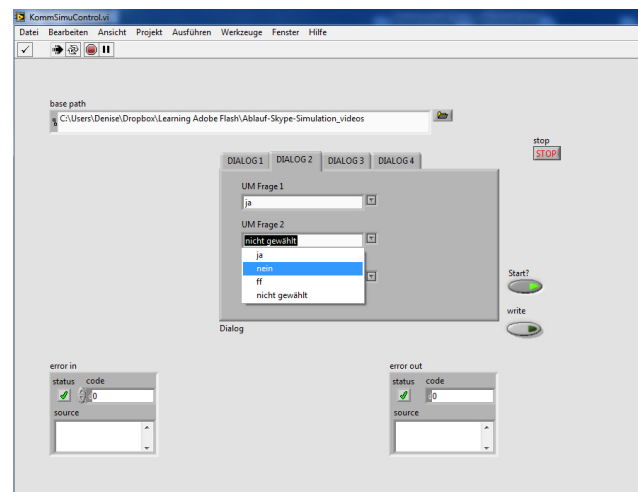 KommSimuControl.vi
Datei Bearbeiten Ansicht Projekt Ausführen Werkzeuge Fenster Hilfe
base path
C:\Users\Denise\Dropbox\Learning Adobe Flash\Ablauf-Skype-Simulation_videos
stop
STOP
DIALOG 1 DIALOG 2 DIALOG 3 DIALOG 4
UM Frage 1
ja
UM Frage 2
nicht gewählt
ja
nein
ff
nicht gewählt
Start?
write
Dialog
error in
status code
0
source
error out
status code
0
source